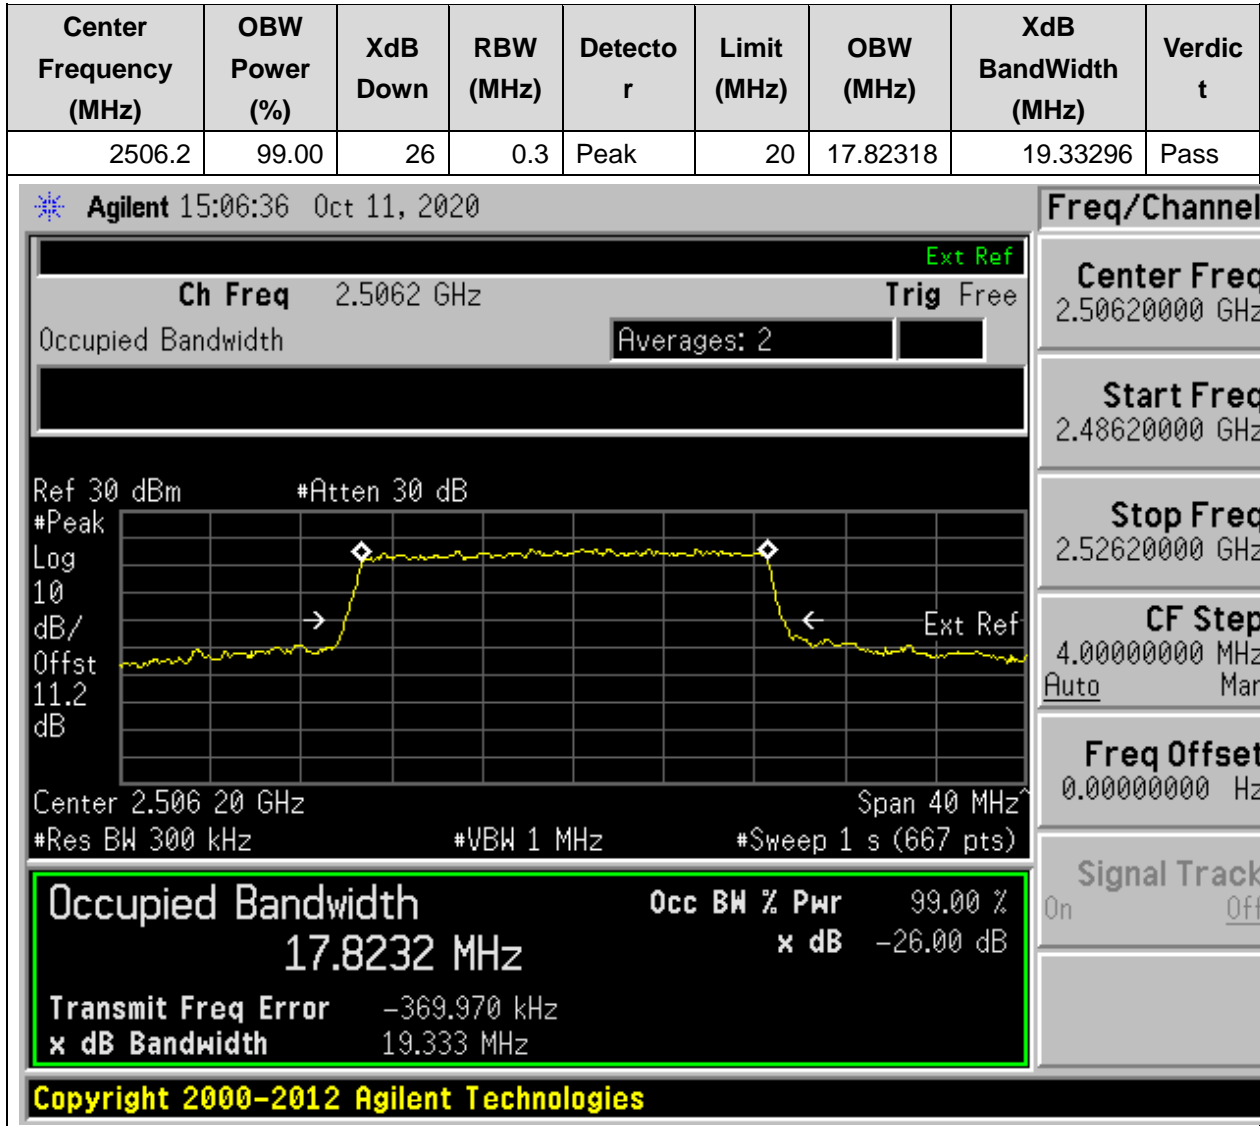 Center Frequency (MHz) OBW Power (%) XdB Down RBW (MHz) Detector Limit (MHz) OBW (MHz) XdB BandWidth (MHz) Verdict
2506.2 99.00 26 0.3 Peak 20 17.82318 19.33296 Pass
Agilent 15:06:36 Oct 11, 2020
Freq/Channel
Ext Ref
Ch Freq 2.5062 GHz Trig Free
Occupied Bandwidth Averages: 2
Center Freq
2.50620000 GHz
Start Freq
2.48620000 GHz
Stop Freq
2.52620000 GHz
CF Step
4.00000000 MHz
Auto Man
Freq Offset
0.00000000 Hz
Signal Track
On Off
Ref 30 dBm #Atten 30 dB
#Peak
Log
10
dB/
Offst
11.2
dB
Ext Ref
Center 2.506 20 GHz Span 40 MHz^
#Res BW 300 kHz #VBW 1 MHz #Sweep 1 s (667 pts)
Occupied Bandwidth Occ BW % Pwr 99.00 %
17.8232 MHz x dB -26.00 dB
Transmit Freq Error -369.970 kHz
x dB Bandwidth 19.333 MHz
Copyright 2000-2012 Agilent Technologies